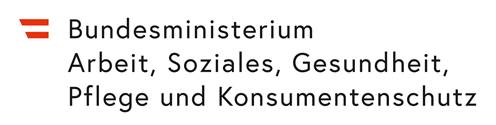 Bundesministerium
Arbeit, Soziales, Gesundheit,
Pflege und Konsumentenschutz